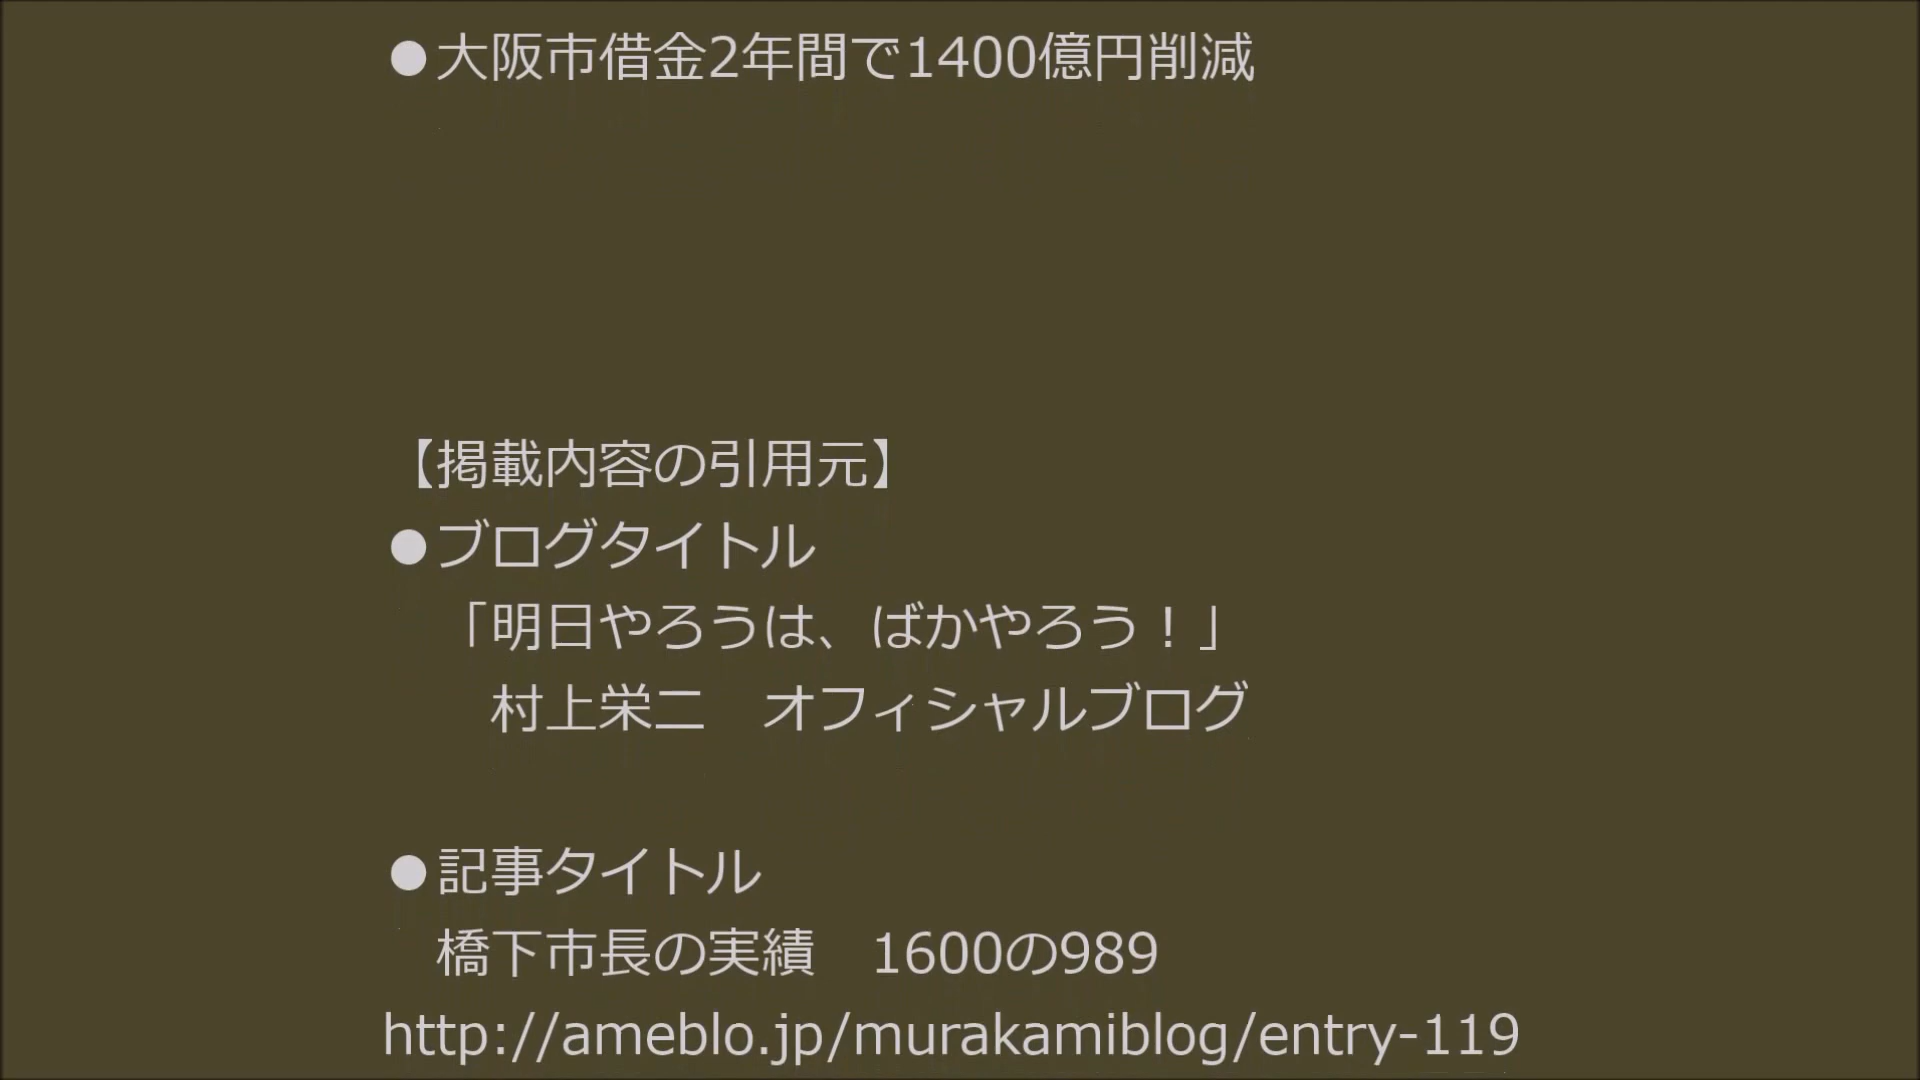 ●大阪市借金2年間で1400億円削減
【掲載内容の引用元】
●ブログタイトル
「明日やろうは、ばかやろう！」
村上栄二　オフィシャルブログ
●記事タイトル
橋下市長の実績　1600の989
http://ameblo.jp/murakamiblog/entry-119